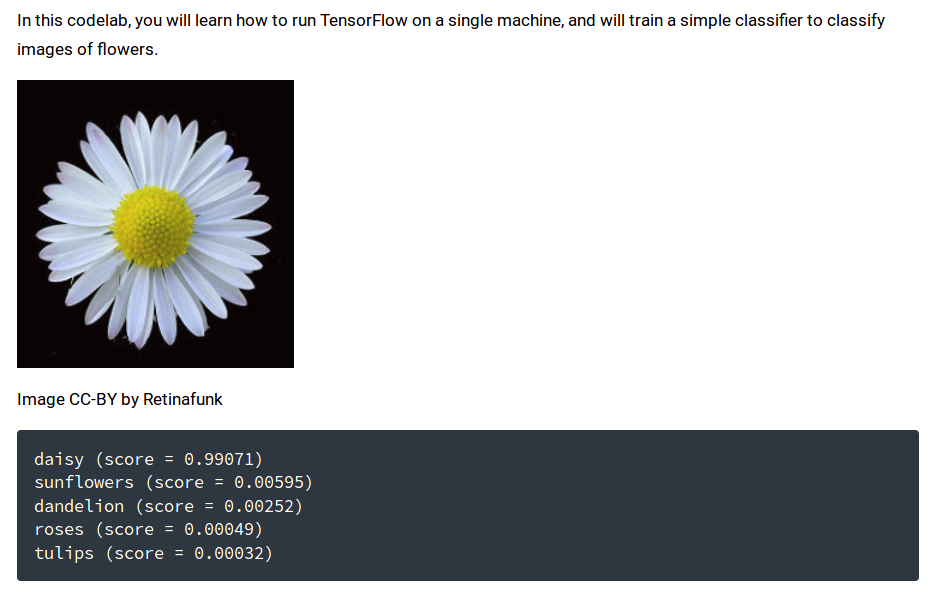 In this codelab, you will learn how to run TensorFlow on a single machine, and will train a simple classifier to classify
images of flowers.
Image CC-BY by Retinafunk
daisy (score = 0.99071)
sunflowers (score = 0.00595)
dandelion (score = 0.00252)
roses (score = 0.00049)
tulips (score = 0.00032)